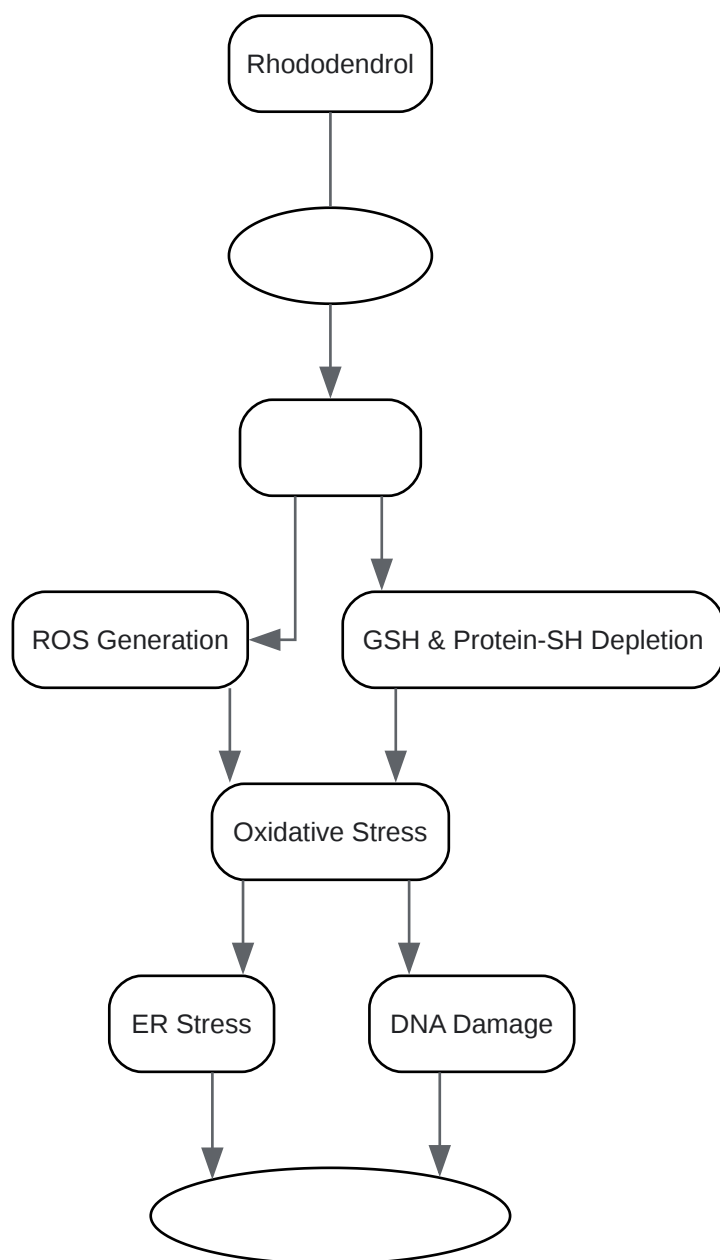 Rhododendrol
ROS Generation
GSH & Protein-SH Depletion
Oxidative Stress
ER Stress
DNA Damage